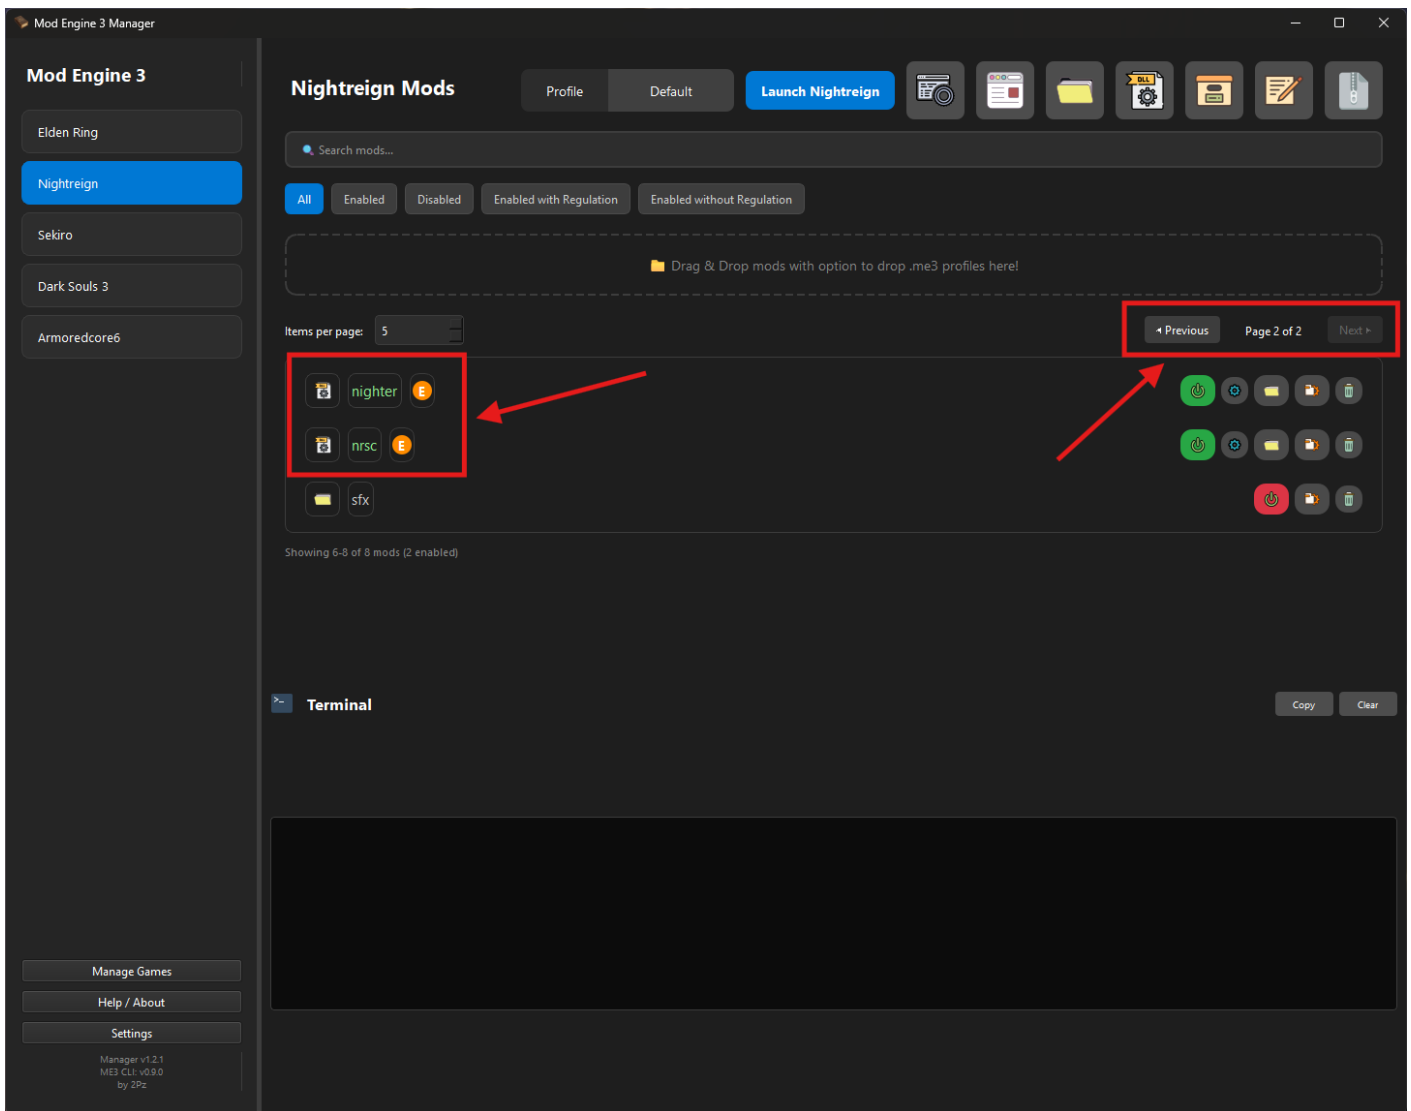 Mod Engine 3 Manager
Mod Engine 3
Elden Ring
Nightreign
Sekiro
Dark Souls 3
Armoredcore6
Manage Games
Help / About
Settings
Manager v1.2.1
ME3 CLI: v0.9.0
by 2Pz
Nightreign Mods
Profile
Default
Launch Nightreign
DLL
Search mods...
All
Enabled
Disabled
Enabled with Regulation
Enabled without Regulation
Drag & Drop mods with option to drop .me3 profiles here!
Items per page:
5
Previous
Page 2 of 2
Next
nighter
E
nrsc
E
sfx
Showing 6-8 of 8 mods (2 enabled)
Terminal
Copy
Clear